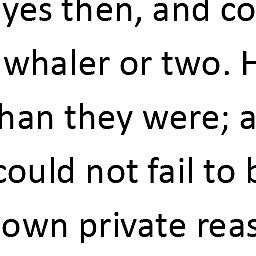 yes then, and co
whaler or two. H
han they were; a
could not fail to b
own private reas